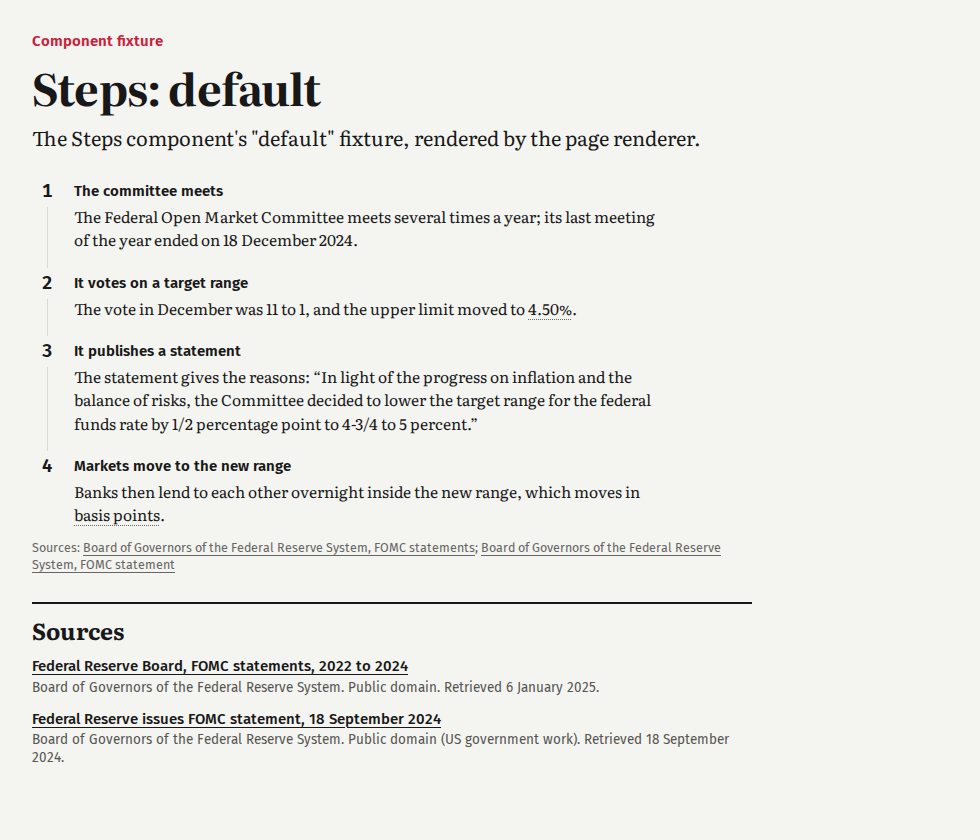 Component fixture
Steps: default
The Steps component's "default" fixture, rendered by the page renderer.
1 The committee meets
The Federal Open Market Committee meets several times a year; its last meeting
of the year ended on 18 December 2024.
2 It votes on a target range
The vote in December was 11 to 1, and the upper limit moved to 4.50%.
3 It publishes a statement
The statement gives the reasons: “In light of the progress on inflation and the
balance of risks, the Committee decided to lower the target range for the federal
funds rate by 1/2 percentage point to 4-3/4 to 5 percent.”
4 Markets move to the new range
Banks then lend to each other overnight inside the new range, which moves in
basis points.
Sources: Board of Governors of the Federal Reserve System, FOMC statements; Board of Governors of the Federal Reserve
System, FOMC statement
Sources
Federal Reserve Board, FOMC statements, 2022 to 2024
Board of Governors of the Federal Reserve System. Public domain. Retrieved 6 January 2025.
Federal Reserve issues FOMC statement, 18 September 2024
Board of Governors of the Federal Reserve System. Public domain (US government work). Retrieved 18 September
2024.